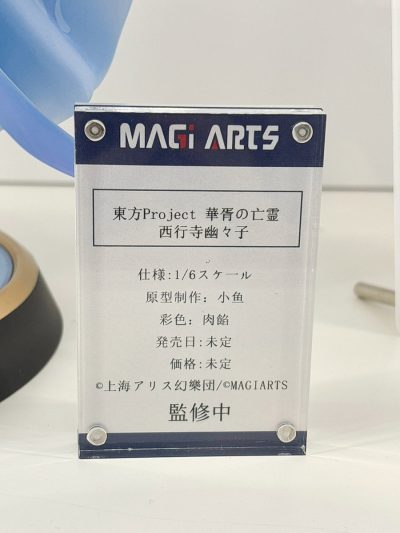 MAGi ARTS
東方Project 華胥の亡霊
西行寺幽々子
仕様:1/6スケール
原型制作：小鱼
彩色：肉餡
発売日:未定
価格:未定
©上海アリス幻樂団/©MAGIARTS
監修中